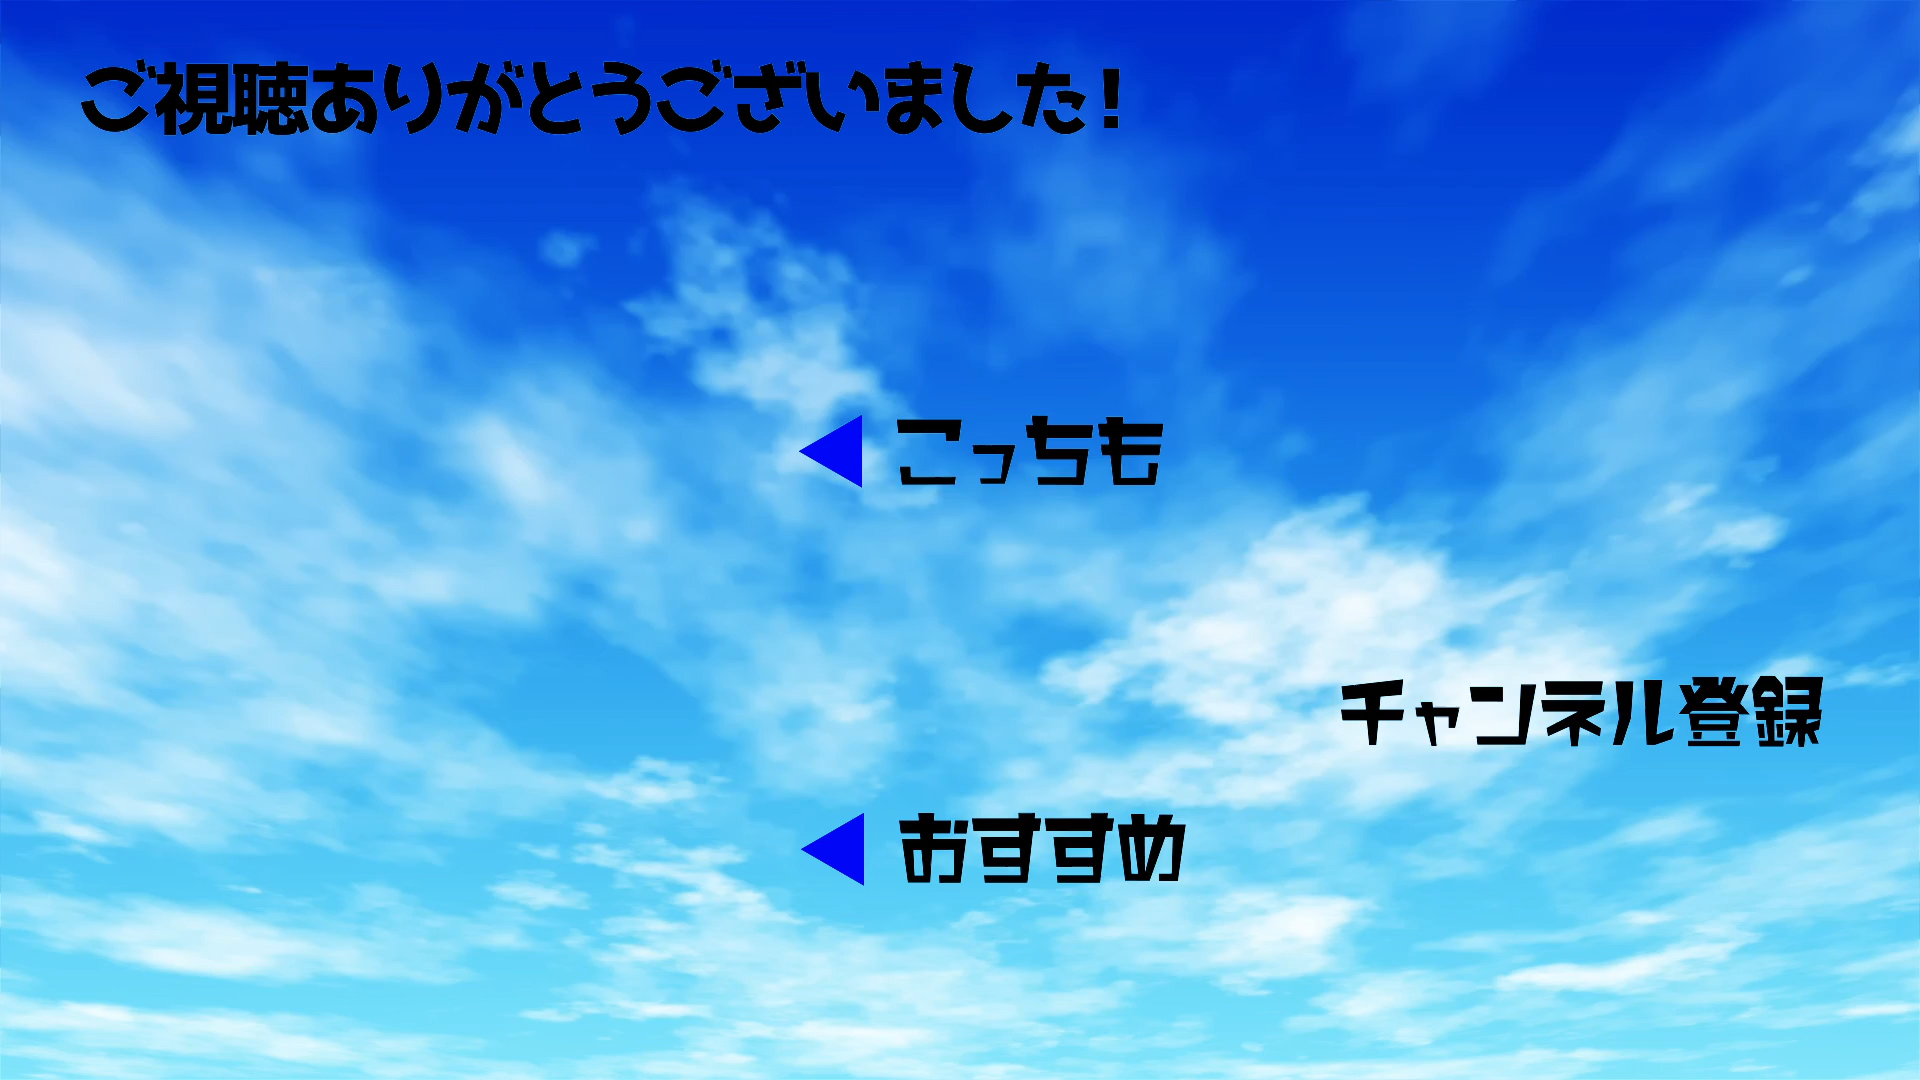 ご視聴ありがとうございました!
こっちも
チャンネル登録
おすすめ